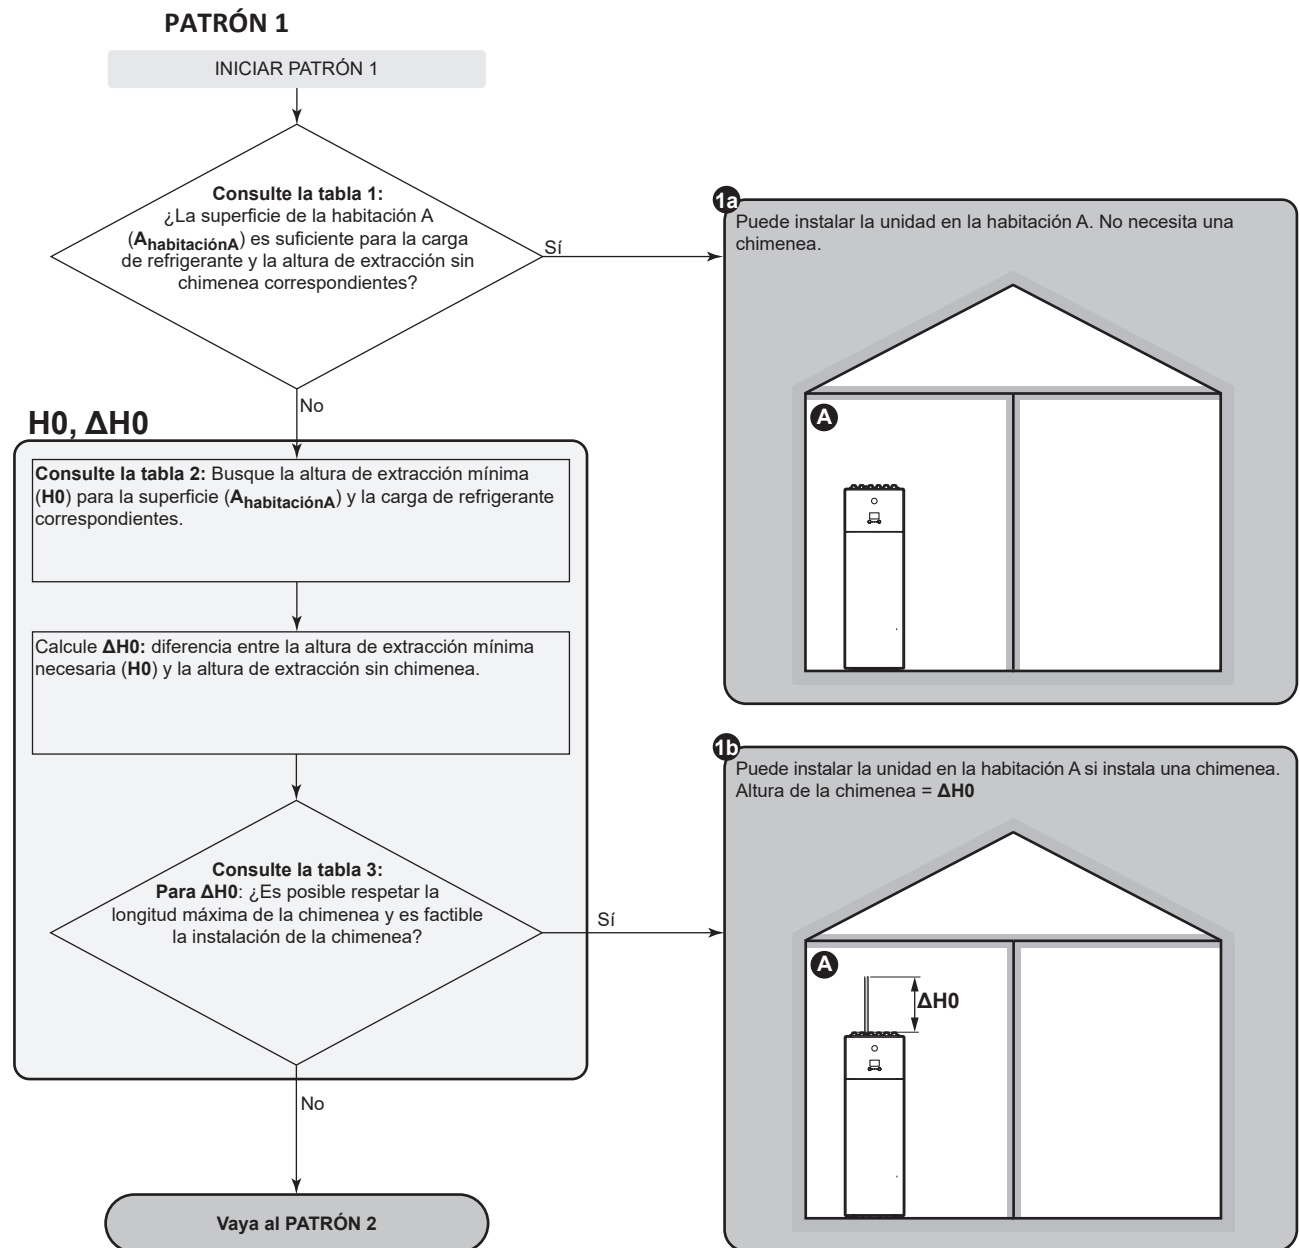 PATRÓN 1
INICIAR PATRÓN 1
Consulte la tabla 1:
¿La superficie de la habitación A
(AhabitaciónA) es suficiente para la carga
de refrigerante y la altura de extracción sin
chimenea correspondientes?
Sí
1a
Puede instalar la unidad en la habitación A. No necesita una
chimenea.
A
No
H0, ΔH0
Consulte la tabla 2: Busque la altura de extracción mínima
(H0) para la superficie (AhabitaciónA) y la carga de refrigerante
correspondientes.
Calcule ΔH0: diferencia entre la altura de extracción mínima
necesaria (H0) y la altura de extracción sin chimenea.
Consulte la tabla 3:
Para ΔH0: ¿Es posible respetar la
longitud máxima de la chimenea y es factible
la instalación de la chimenea?
Sí
1b
Puede instalar la unidad en la habitación A si instala una chimenea.
Altura de la chimenea = ΔH0
A
ΔH0
No
Vaya al PATRÓN 2